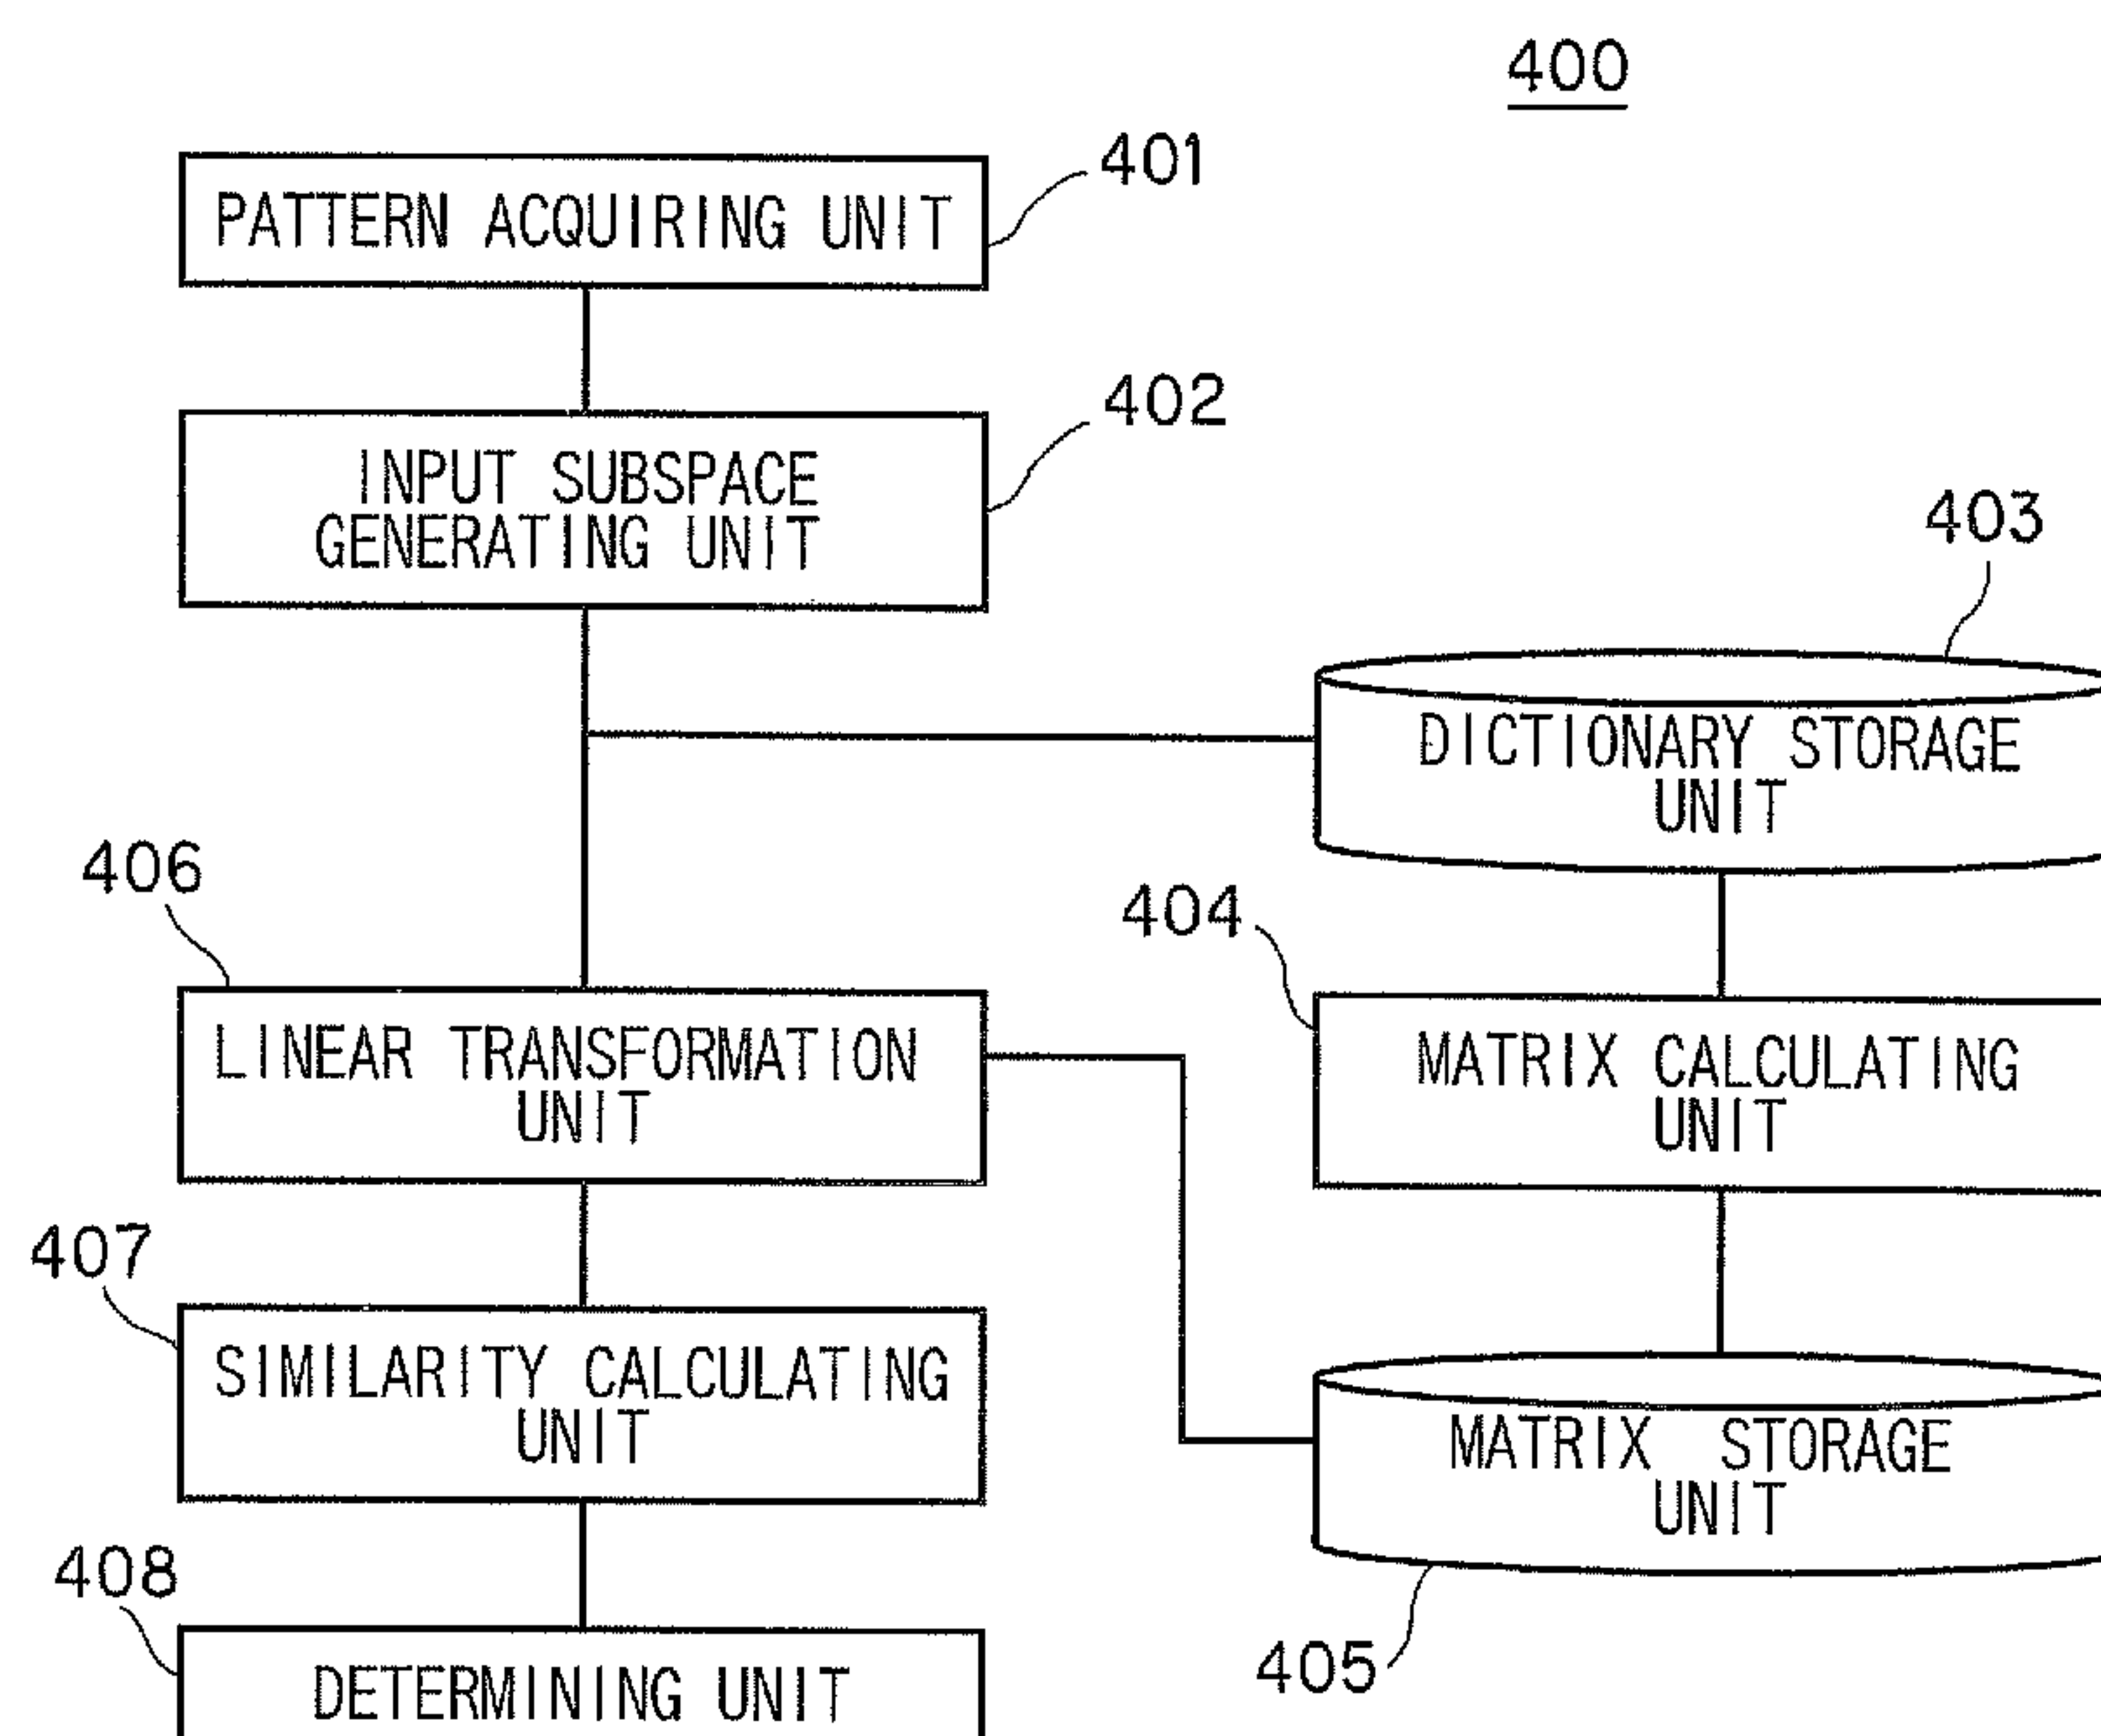 400
401
PATTERN ACQUIRING UNIT
402
INPUT SUBSPACE
GENERATING UNIT
403
DICTIONARY STORAGE
UNIT
406
404
LINEAR TRANSFORMATION
UNIT
MATRIX CALCULATING
UNIT
407
SIMILARITY CALCULATING
UNIT
MATRIX STORAGE
UNIT
408
405
DETERMINING UNIT